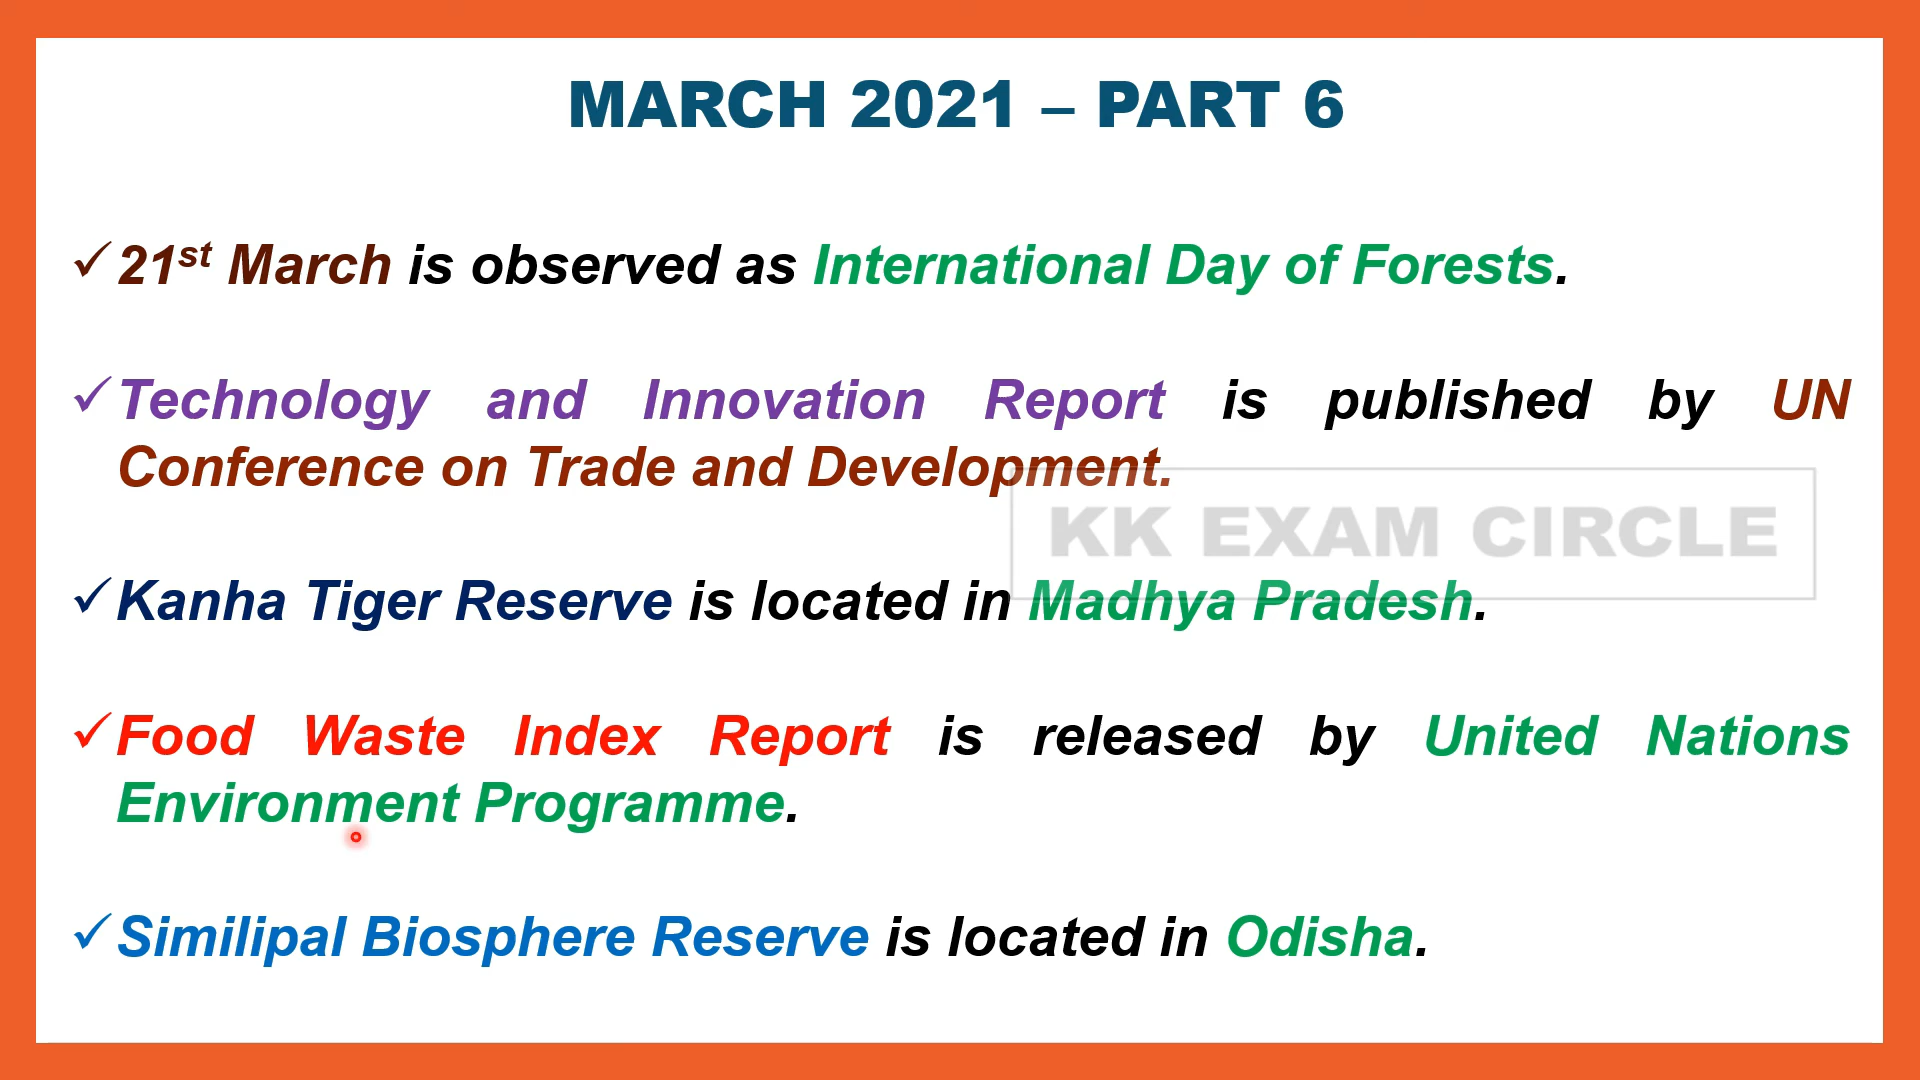 MARCH 2021 – PART 6
✓21st March is observed as International Day of Forests.
✓Technology and Innovation Report is published by UN
Conference on Trade and Development.
KK EXAM CIRCLE
✓Kanha Tiger Reserve is located in Madhya Pradesh.
✓Food Waste Index Report is released by United Nations
Environment Programme.
✓Similipal Biosphere Reserve is located in Odisha.